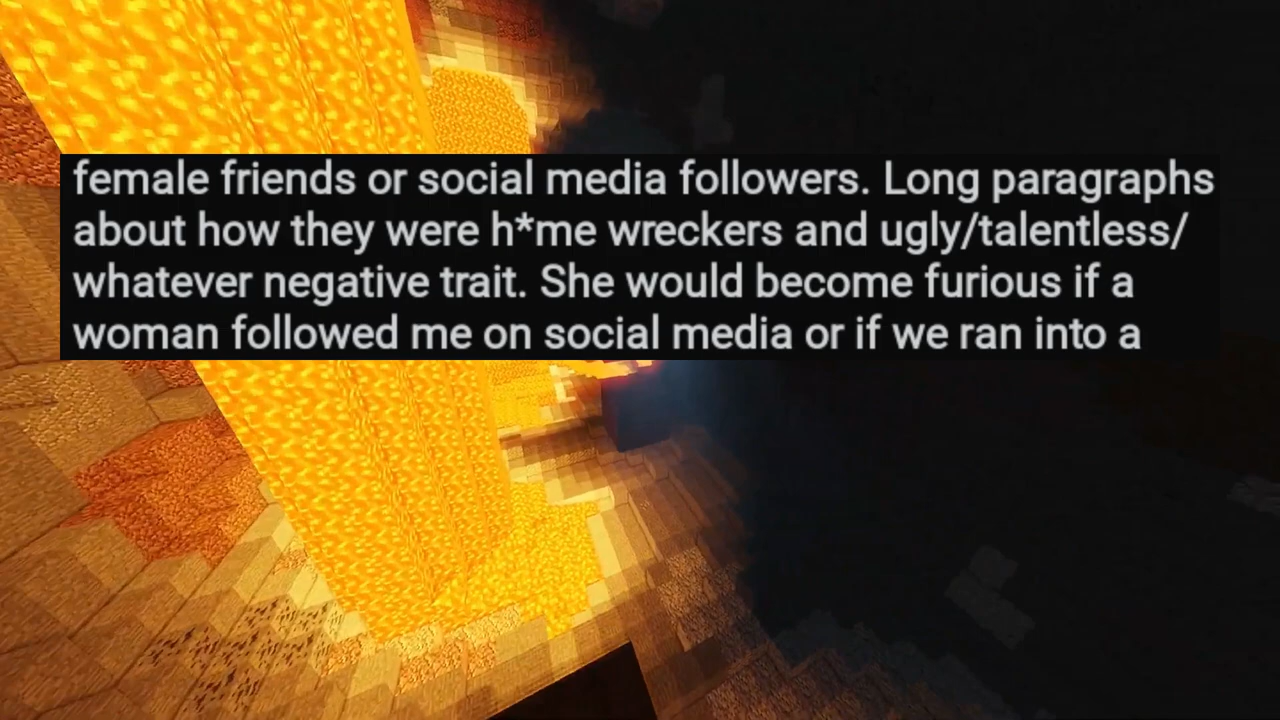 female friends or social media followers. Long paragraphs
about how they were h*me wreckers and ugly/talentless/
whatever negative trait. She would become furious if a
woman followed me on social media or if we ran into a